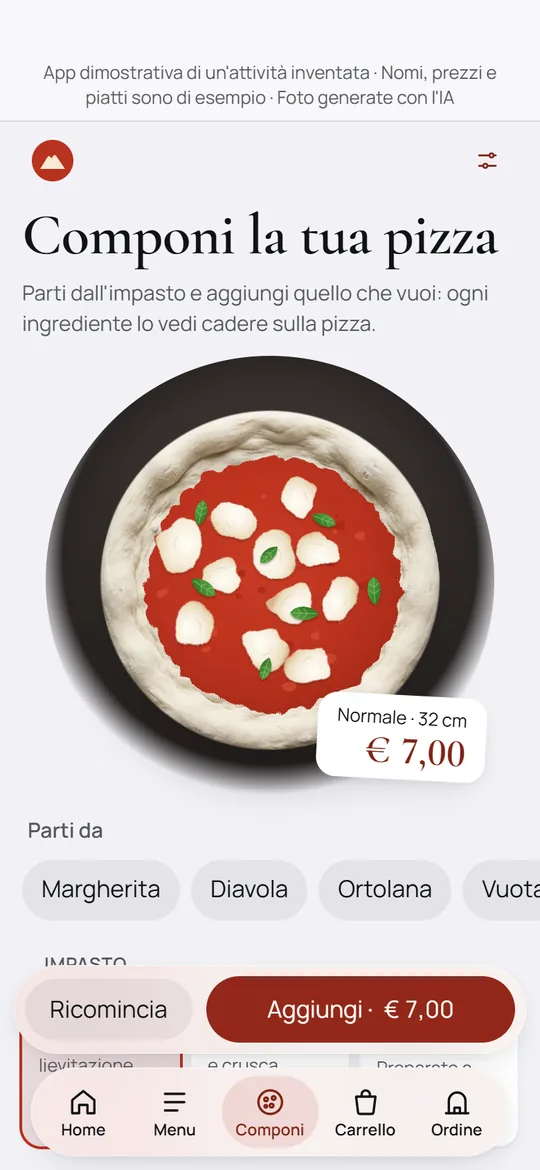 App dimostrativa di un'attività inventata · Nomi, prezzi e
piatti sono di esempio · Foto generate con l'IA
Componi la tua pizza
Parti dall'impasto e aggiungi quello che vuoi: ogni
ingrediente lo vedi cadere sulla pizza.
Normale · 32 cm
€ 7,00
Parti da
Margherita
Diavola
Ortolana
Vuota
IMPASTO
Ricomincia
Aggiungi · € 7,00
lievitazione
e crusca
Preparato a
Home
Menu
Componi
Carrello
Ordine